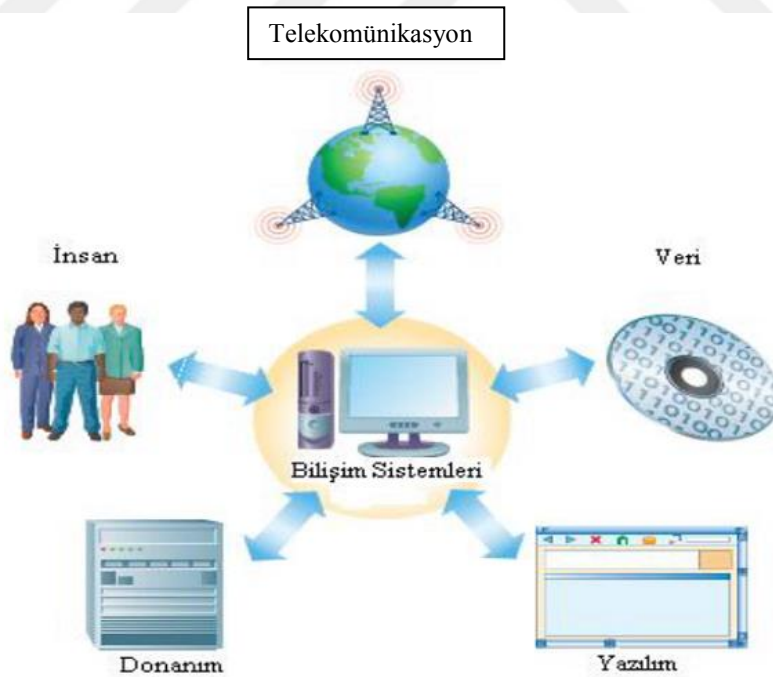 Telekomünikasyon
İnsan
Veri
Bilişim Sistemleri
Donanım
Yazılım